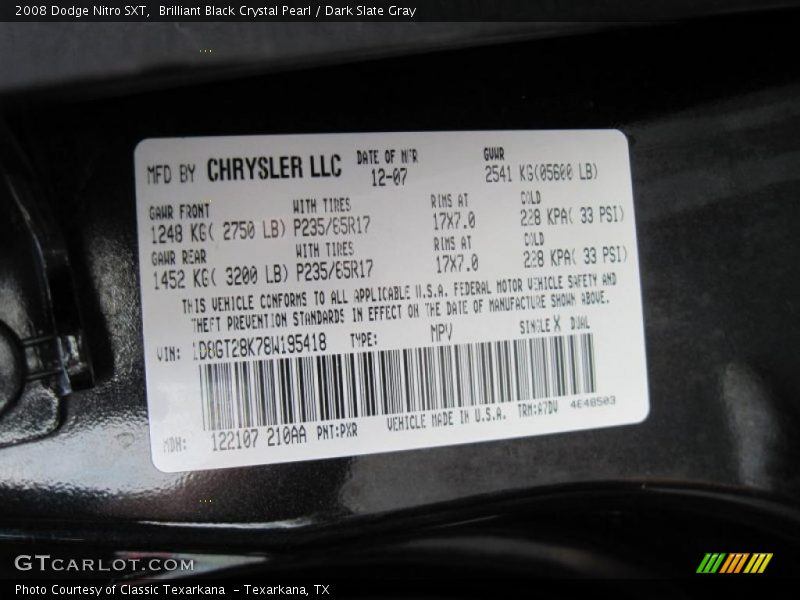 2008 Dodge Nitro SXT, Brilliant Black Crystal Pearl / Dark Slate Gray
MFD BY CHRYSLER LLC
DATE OF M'R
12-07
GVWR
2541 KG(05600 LB)
GAWR FRONT
WITH TIRES
RIMS AT
COLD
1248 KG( 2750 LB)
P235/65R17
17X7.0
228 KPA( 33 PSI)
GAWR REAR
WITH TIRES
RIMS AT
COLD
1452 KG( 3200 LB)
P235/65R17
17X7.0
228 KPA( 33 PSI)
THIS VEHICLE CONFORMS TO ALL APPLICABLE U.S.A. FEDERAL MOTOR VEHICLE SAFETY AND
THEFT PREVENTION STANDARDS IN EFFECT ON THE DATE OF MANUFACTURE SHOWN ABOVE.
VIN: 1D8GT28K78W195418 TYPE: MPV SINGLE X DUAL
MDH: 122107 210AA PNT:PXR VEHICLE MADE IN U.S.A. TRM:A7DV 4648503
GTCARLOT.COM
Photo Courtesy of Classic Texarkana - Texarkana, TX